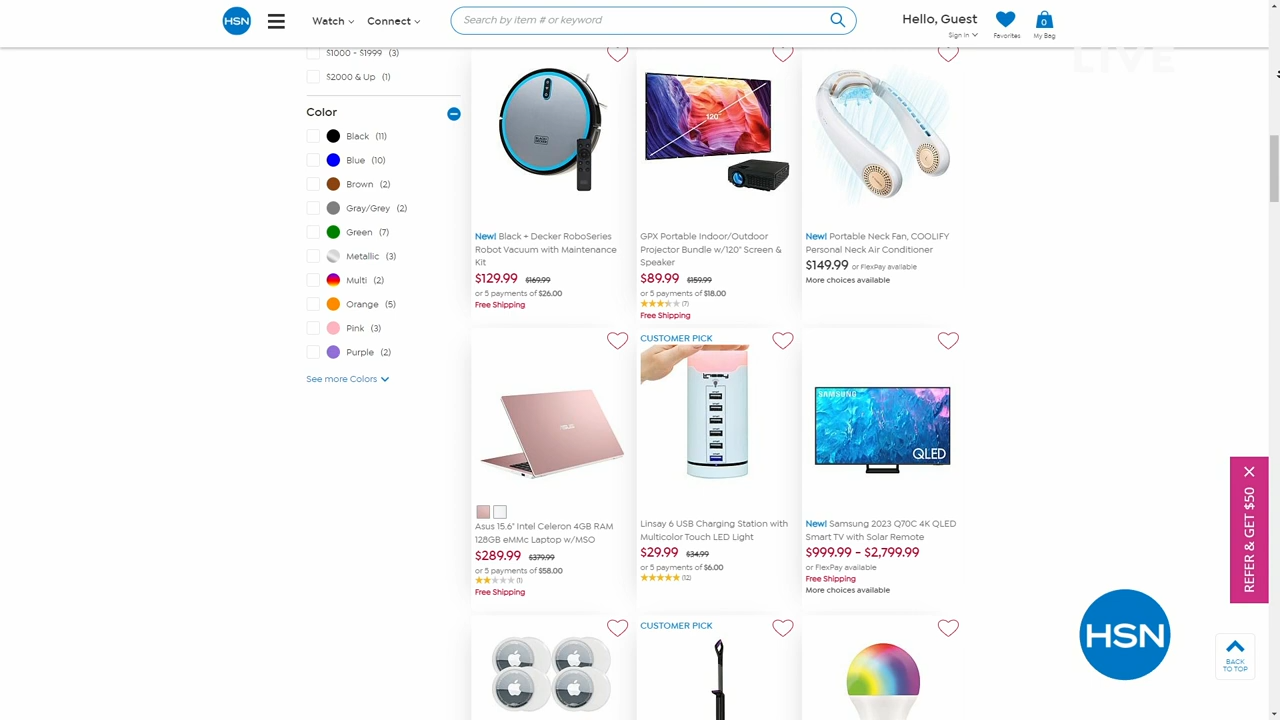 HSN
Watch
Connect
Search by item # or keyword
Hello, Guest
Sign In
Favorites
0
My Bag
LIVE
$1000 - $1999 (3)
$2000 & Up (1)
Color
Black (11)
Blue (10)
Brown (2)
Gray/Grey (2)
Green (7)
Metallic (3)
Multi (2)
Orange (5)
Pink (3)
Purple (2)
See more Colors
New! Black + Decker RoboSeries
Robot Vacuum with Maintenance
Kit
$129.99 $169.99
or 5 payments of $26.00
Free Shipping
120"
GPX Portable Indoor/Outdoor
Projector Bundle w/120" Screen &
Speaker
$89.99 $159.99
or 5 payments of $18.00
(7)
Free Shipping
New! Portable Neck Fan, COOLIFY
Personal Neck Air Conditioner
$149.99 or FlexPay available
More choices available
ASUS
Asus 15.6" Intel Celeron 4GB RAM
128GB eMMc Laptop w/MSO
$289.99 $379.99
or 5 payments of $58.00
(1)
Free Shipping
CUSTOMER PICK
Linsay
Linsay 6 USB Charging Station with
Multicolor Touch LED Light
$29.99 $34.99
or 5 payments of $6.00
(12)
SAMSUNG
QLED
New! Samsung 2023 Q70C 4K QLED
Smart TV with Solar Remote
$999.99 - $2,799.99
or FlexPay available
Free Shipping
More choices available
CUSTOMER PICK
REFER & GET $50
HSN
BACK
TO TOP